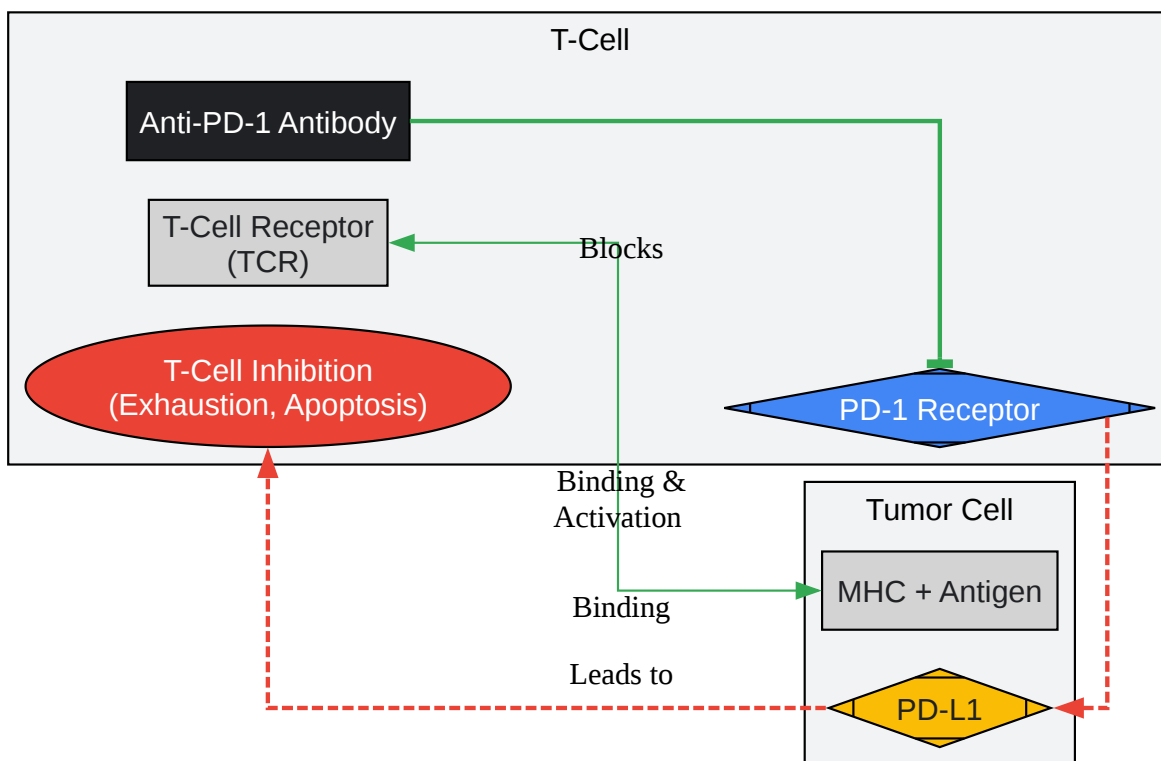 T-Cell
Anti-PD-1 Antibody
T-Cell Receptor
(TCR)
Blocks
T-Cell Inhibition
(Exhaustion, Apoptosis)
PD-1 Receptor
Binding &
Activation
Tumor Cell
MHC + Antigen
Binding
Leads to
PD-L1